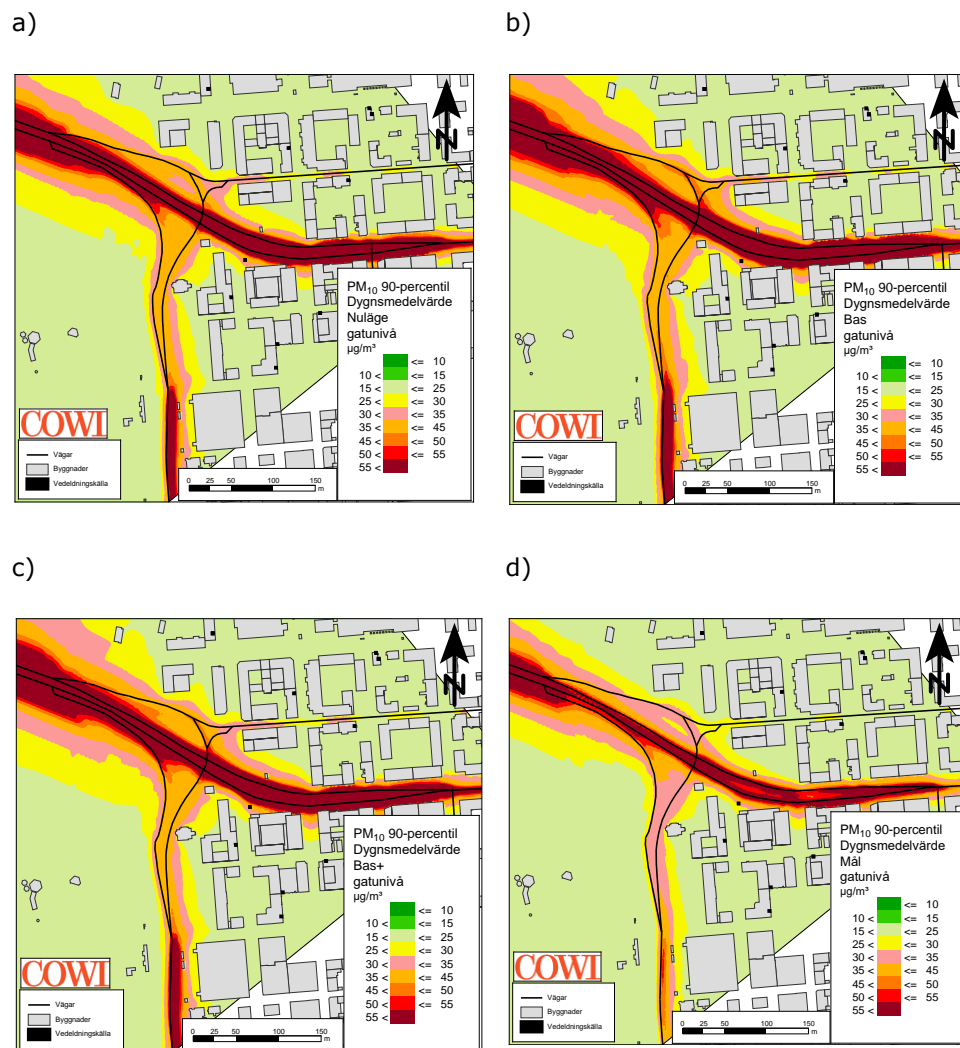 a)
N
PM10 90-percentil
Dygnsmedelvärde
Nuläge
gatunivå
µg/m³
<= 10
10 < <= 15
15 < <= 25
25 < <= 30
30 < <= 35
35 < <= 45
45 < <= 50
50 < <= 55
55 <
COWI
Vägar
Byggnader
Vedeldningskälla
0 25 50 100 150
m
b)
N
PM10 90-percentil
Dygnsmedelvärde
Bas
gatunivå
µg/m³
<= 10
10 < <= 15
15 < <= 25
25 < <= 30
30 < <= 35
35 < <= 45
45 < <= 50
50 < <= 55
55 <
COWI
Vägar
Byggnader
Vedeldningskälla
0 25 50 100 150
m
c)
N
PM10 90-percentil
Dygnsmedelvärde
Bas+
gatunivå
µg/m³
<= 10
10 < <= 15
15 < <= 25
25 < <= 30
30 < <= 35
35 < <= 45
45 < <= 50
50 < <= 55
55 <
COWI
Vägar
Byggnader
Vedeldningskälla
0 25 50 100 150
m
d)
N
PM10 90-percentil
Dygnsmedelvärde
Mål
gatunivå
µg/m³
<= 10
10 < <= 15
15 < <= 25
25 < <= 30
30 < <= 35
35 < <= 45
45 < <= 50
50 < <= 55
55 <
COWI
Vägar
Byggnader
Vedeldningskälla
0 25 50 100 150
m